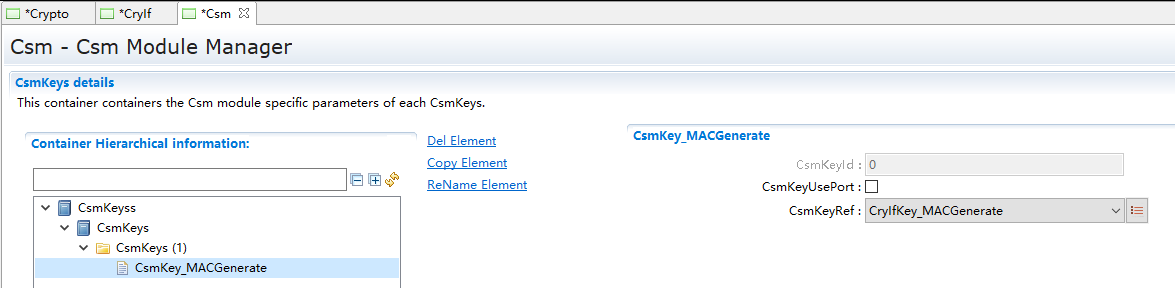 *Crypto *CryIf *Csm
Csm - Csm Module Manager
CsmKeys details
This container containers the Csm module specific parameters of each CsmKeys.
Container Hierarchical information:
Del Element
Copy Element
ReName Element
CsmKeyss
CsmKeys
CsmKeys (1)
CsmKey_MACGenerate
CsmKey_MACGenerate
CsmKeyId : 0
CsmKeyUsePort :
CsmKeyRef : CryIfKey_MACGenerate